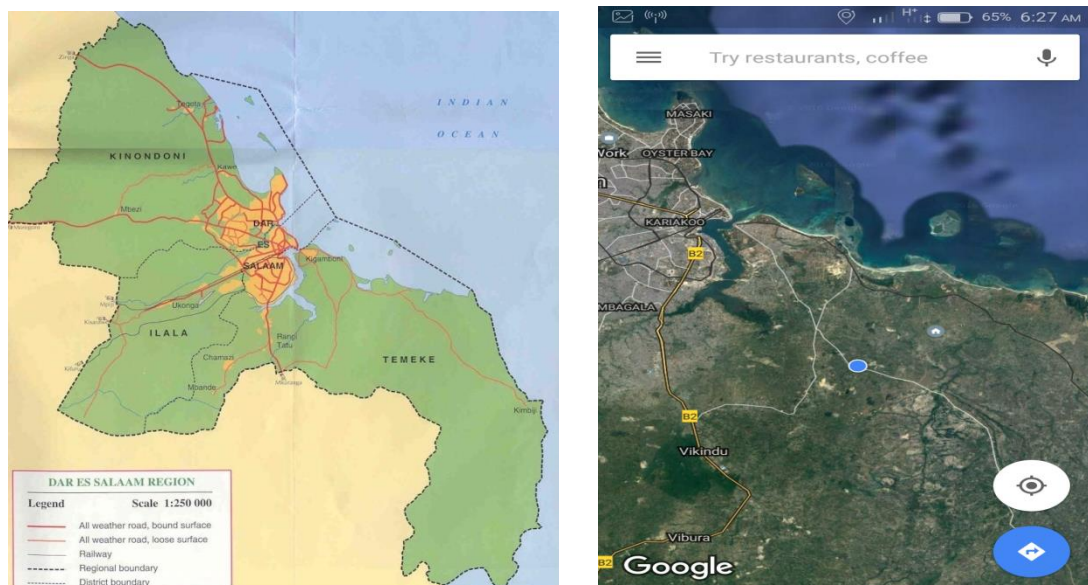 INDIAN
OCEAN
Tegeta
KINONDONI
Kawe
Mbezi
DAR
ES
SALAAM
Kigamboni
Ukonga
ILALA
Ranpi
Tatu
TEMEKE
Chamazi
Mbande
Kimbiji
DAR ES SALAAM REGION
Legend Scale 1:250 000
All weather road, bound surface
All weather road, loose surface
Railway
Regional boundary
District boundary
65% 6:27 AM
Try restaurants, coffee
MASAKI
Work OYSTER BAY
KARIAKOO
B2
MBAGALA
B2
Vikindu
Vibura
B2
Google